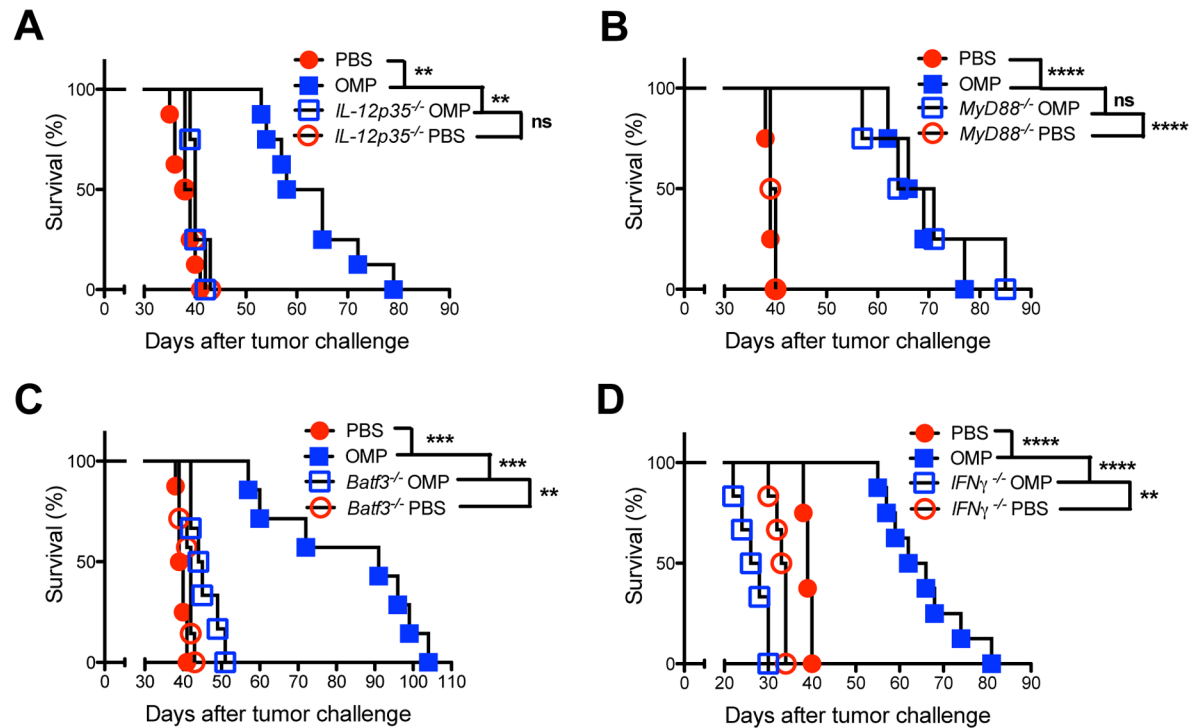 A
PBS
OMP
IL-12p35-/- OMP
IL-12p35-/- PBS
**
**
ns
Survival (%)
100
50
0
0 30 40 50 60 70 80 90
Days after tumor challenge
B
PBS
OMP
MyD88-/- OMP
MyD88-/- PBS
****
ns
****
Survival (%)
100
50
0
0 30 40 50 60 70 80 90
Days after tumor challenge
C
PBS
OMP
Batf3-/- OMP
Batf3-/- PBS
***
***
**
Survival (%)
100
50
0
0 30 40 50 60 70 80 90 100 110
Days after tumor challenge
D
PBS
OMP
IFNγ -/- OMP
IFNγ -/- PBS
****
****
**
Survival (%)
100
50
0
0 20 30 40 50 60 70 80 90
Days after tumor challenge